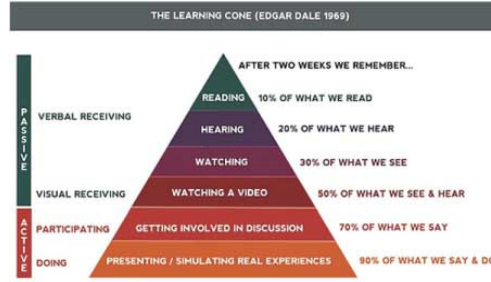 THE LEARNING CONE (EDGAR DALE 1969)
AFTER TWO WEEKS WE REMEMBER...
PASSIVE
VERBAL RECEIVING
READING 10% OF WHAT WE READ
HEARING 20% OF WHAT WE HEAR
WATCHING 30% OF WHAT WE SEE
VISUAL RECEIVING WATCHING A VIDEO 50% OF WHAT WE SEE & HEAR
ACTIVE
PARTICIPATING GETTING INVOLVED IN DISCUSSION 70% OF WHAT WE SAY
DOING PRESENTING / SIMULATING REAL EXPERIENCES 90% OF WHAT WE SAY & DO